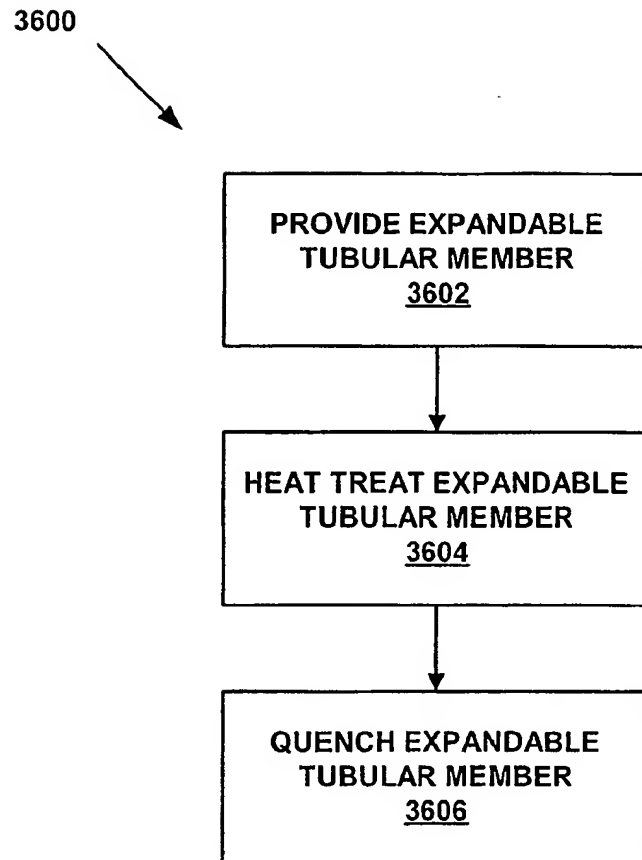 3600
PROVIDE EXPANDABLE
TUBULAR MEMBER
3602
HEAT TREAT EXPANDABLE
TUBULAR MEMBER
3604
QUENCH EXPANDABLE
TUBULAR MEMBER
3606